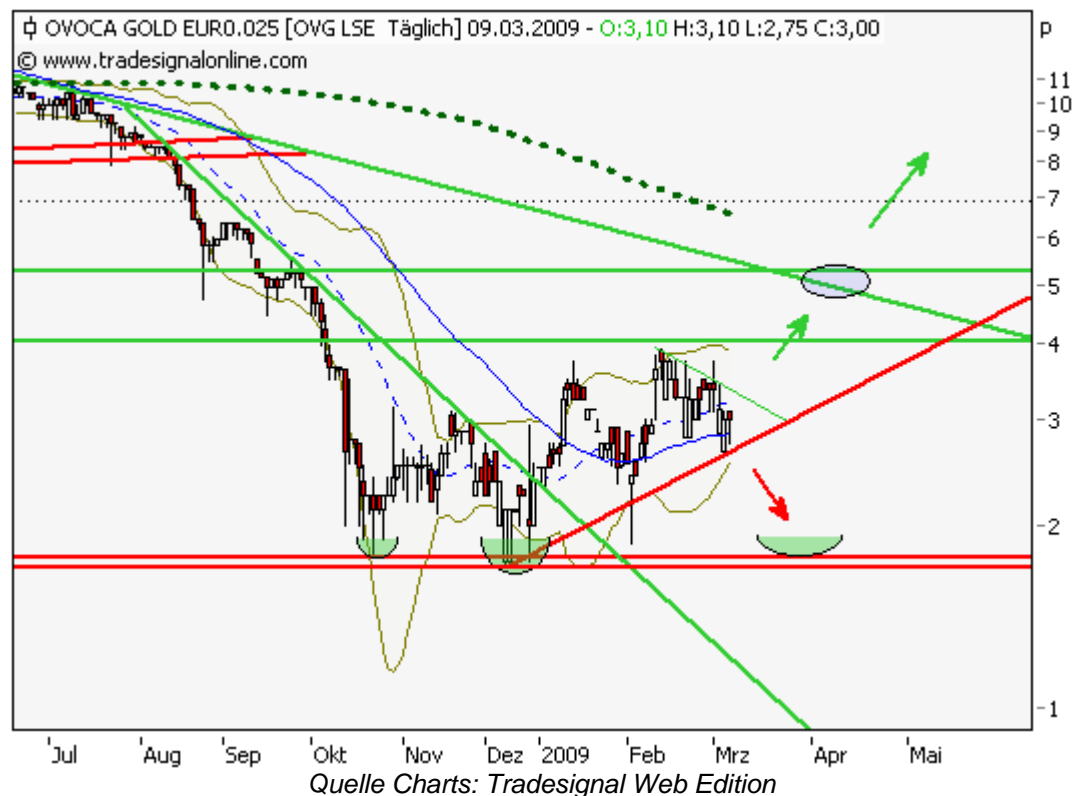 OVOCA GOLD EUR0.025 [OVG LSE Täglich] 09.03.2009 - O:3,10 H:3,10 L:2,75 C:3,00
p
© www.tradesignalonline.com
11
10
9
8
7
6
5
4
3
2
1
Jul Aug Sep Okt Nov Dez 2009 Feb Mrz Apr Mai
Quelle Charts: Tradesignal Web Edition